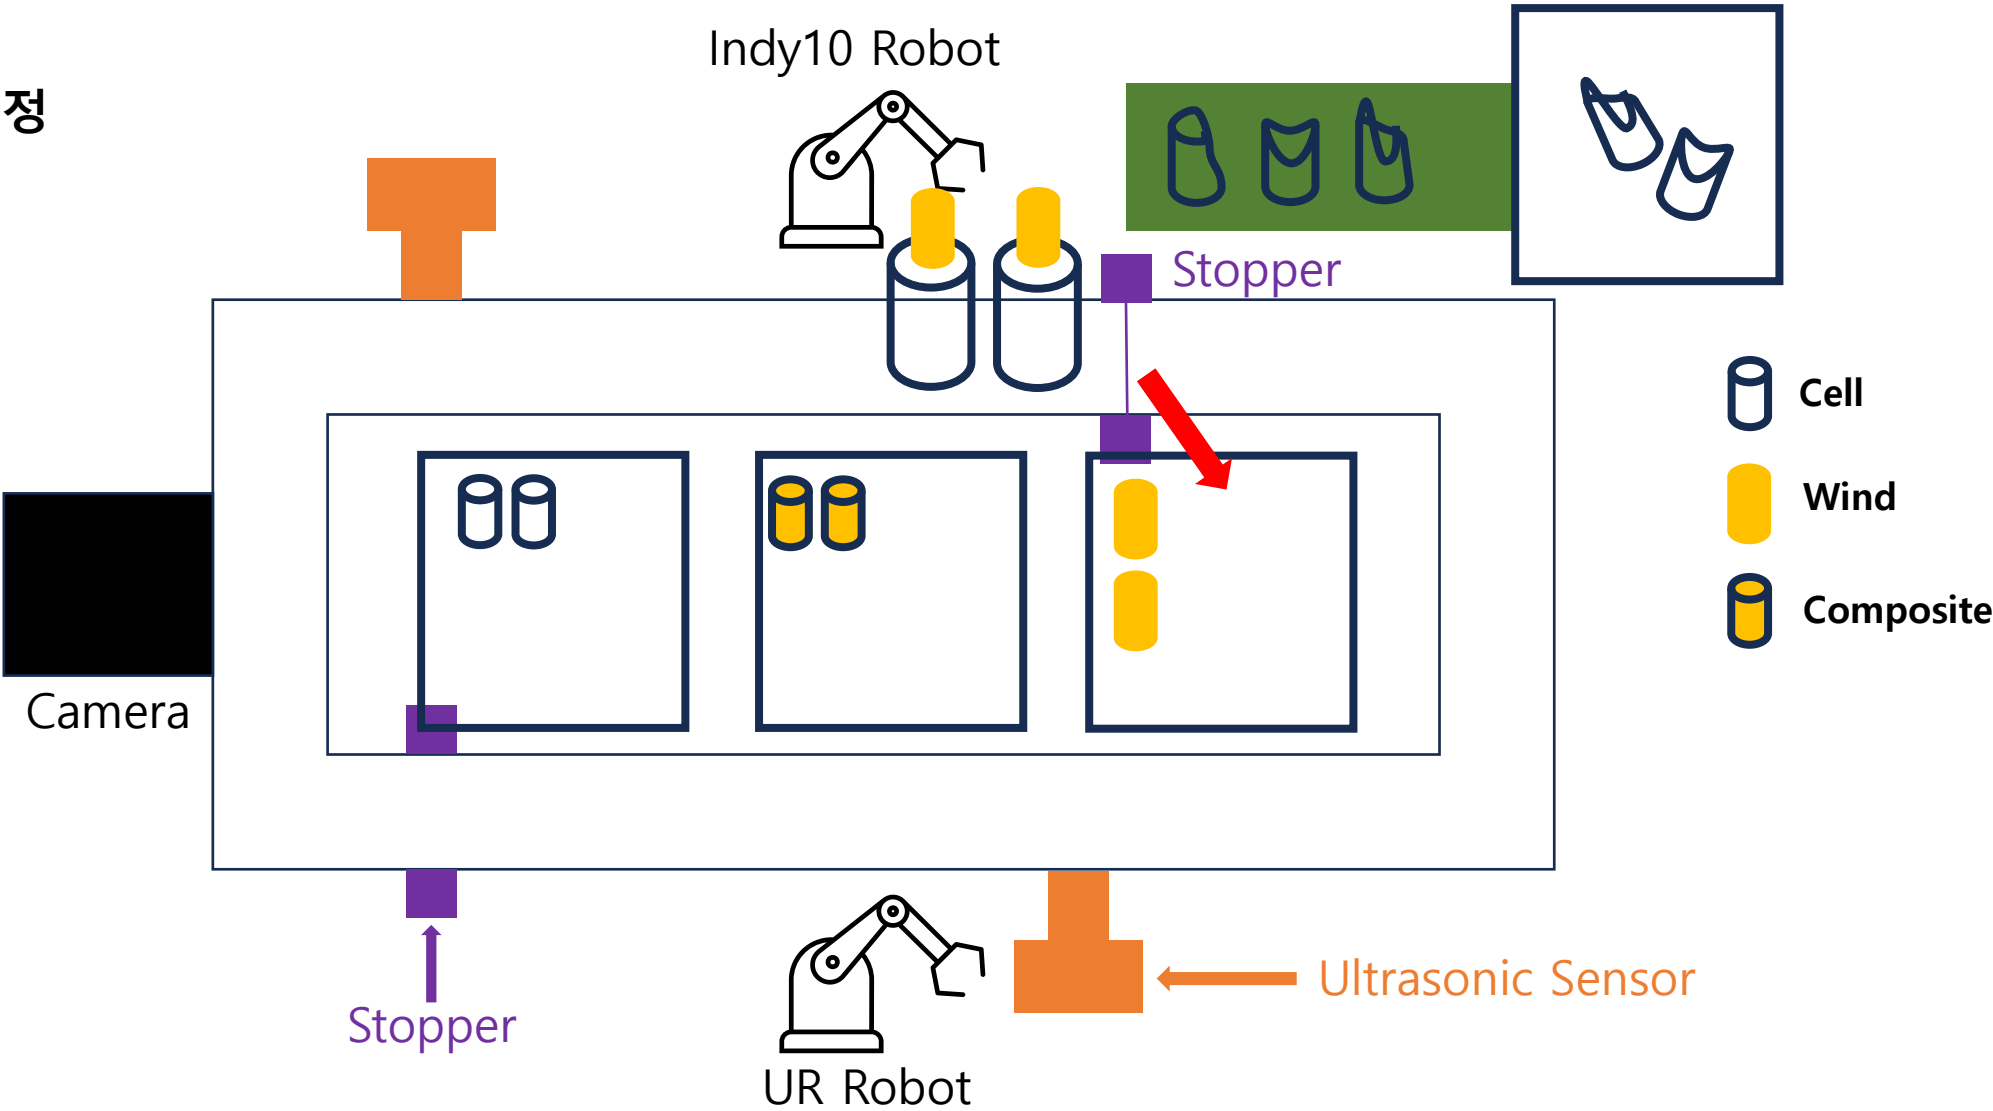 Indy10 Robot
정
Stopper
Cell
Wind
Composite
Camera
Ultrasonic Sensor
Stopper
UR Robot